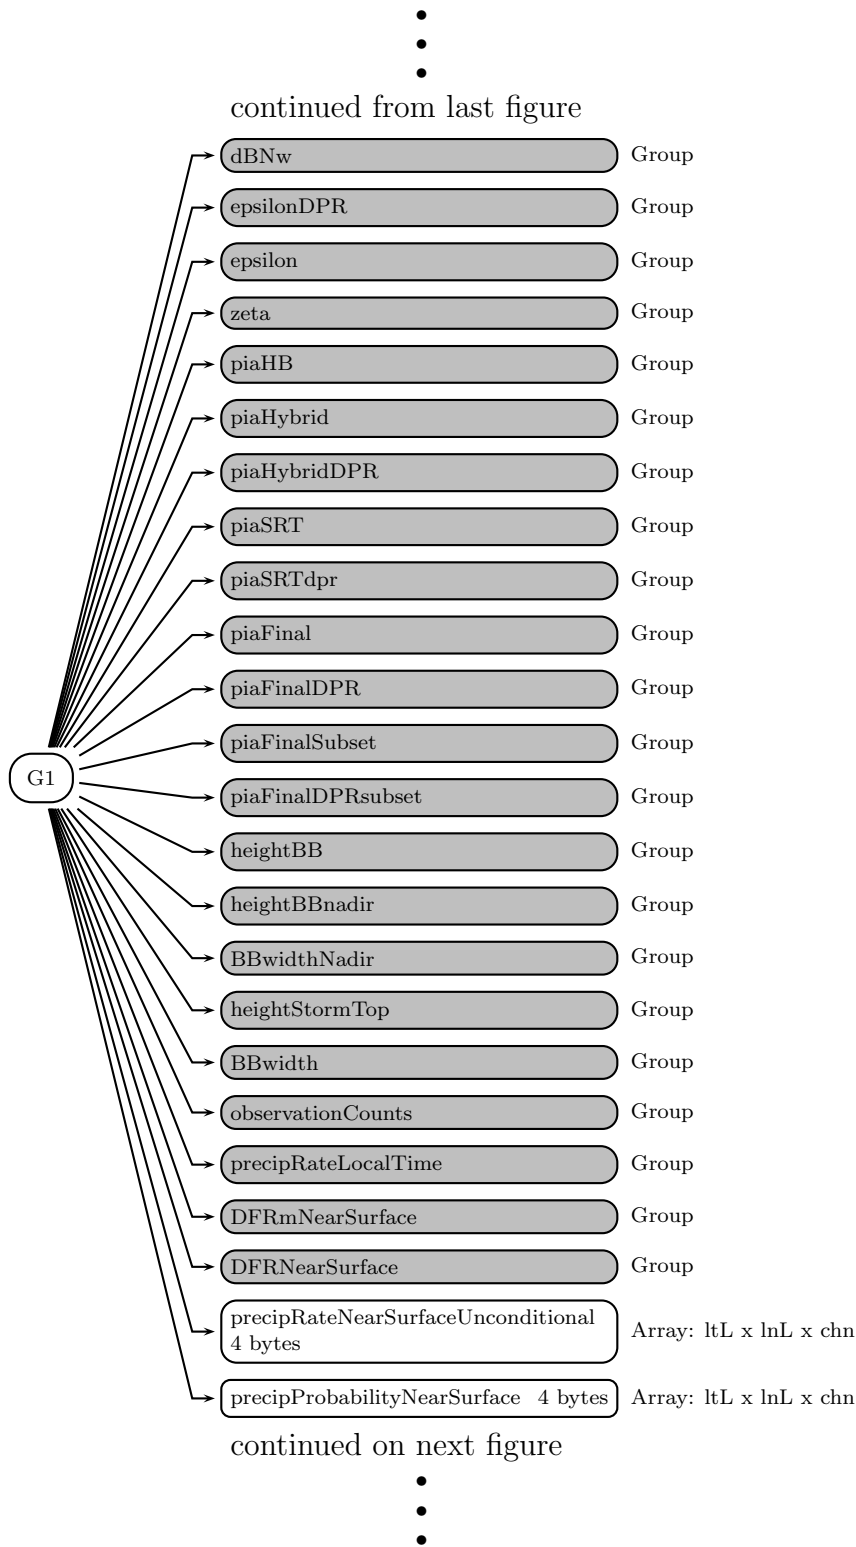 continued from last figure
dBNw Group
epsilonDPR Group
epsilon Group
zeta Group
piaHB Group
piaHybrid Group
piaHybridDPR Group
piaSRT Group
piaSRTdpr Group
piaFinal Group
piaFinalDPR Group
piaFinalSubset Group
G1
piaFinalDPRsubset Group
heightBB Group
heightBBnadir Group
BBwidthNadir Group
heightStormTop Group
BBwidth Group
observationCounts Group
precipRateLocalTime Group
DFRmNearSurface Group
DFRNearSurface Group
precipRateNearSurfaceUnconditional
4 bytes
Array: ltL x lnL x chn
precipProbabilityNearSurface 4 bytes Array: ltL x lnL x chn
continued on next figure